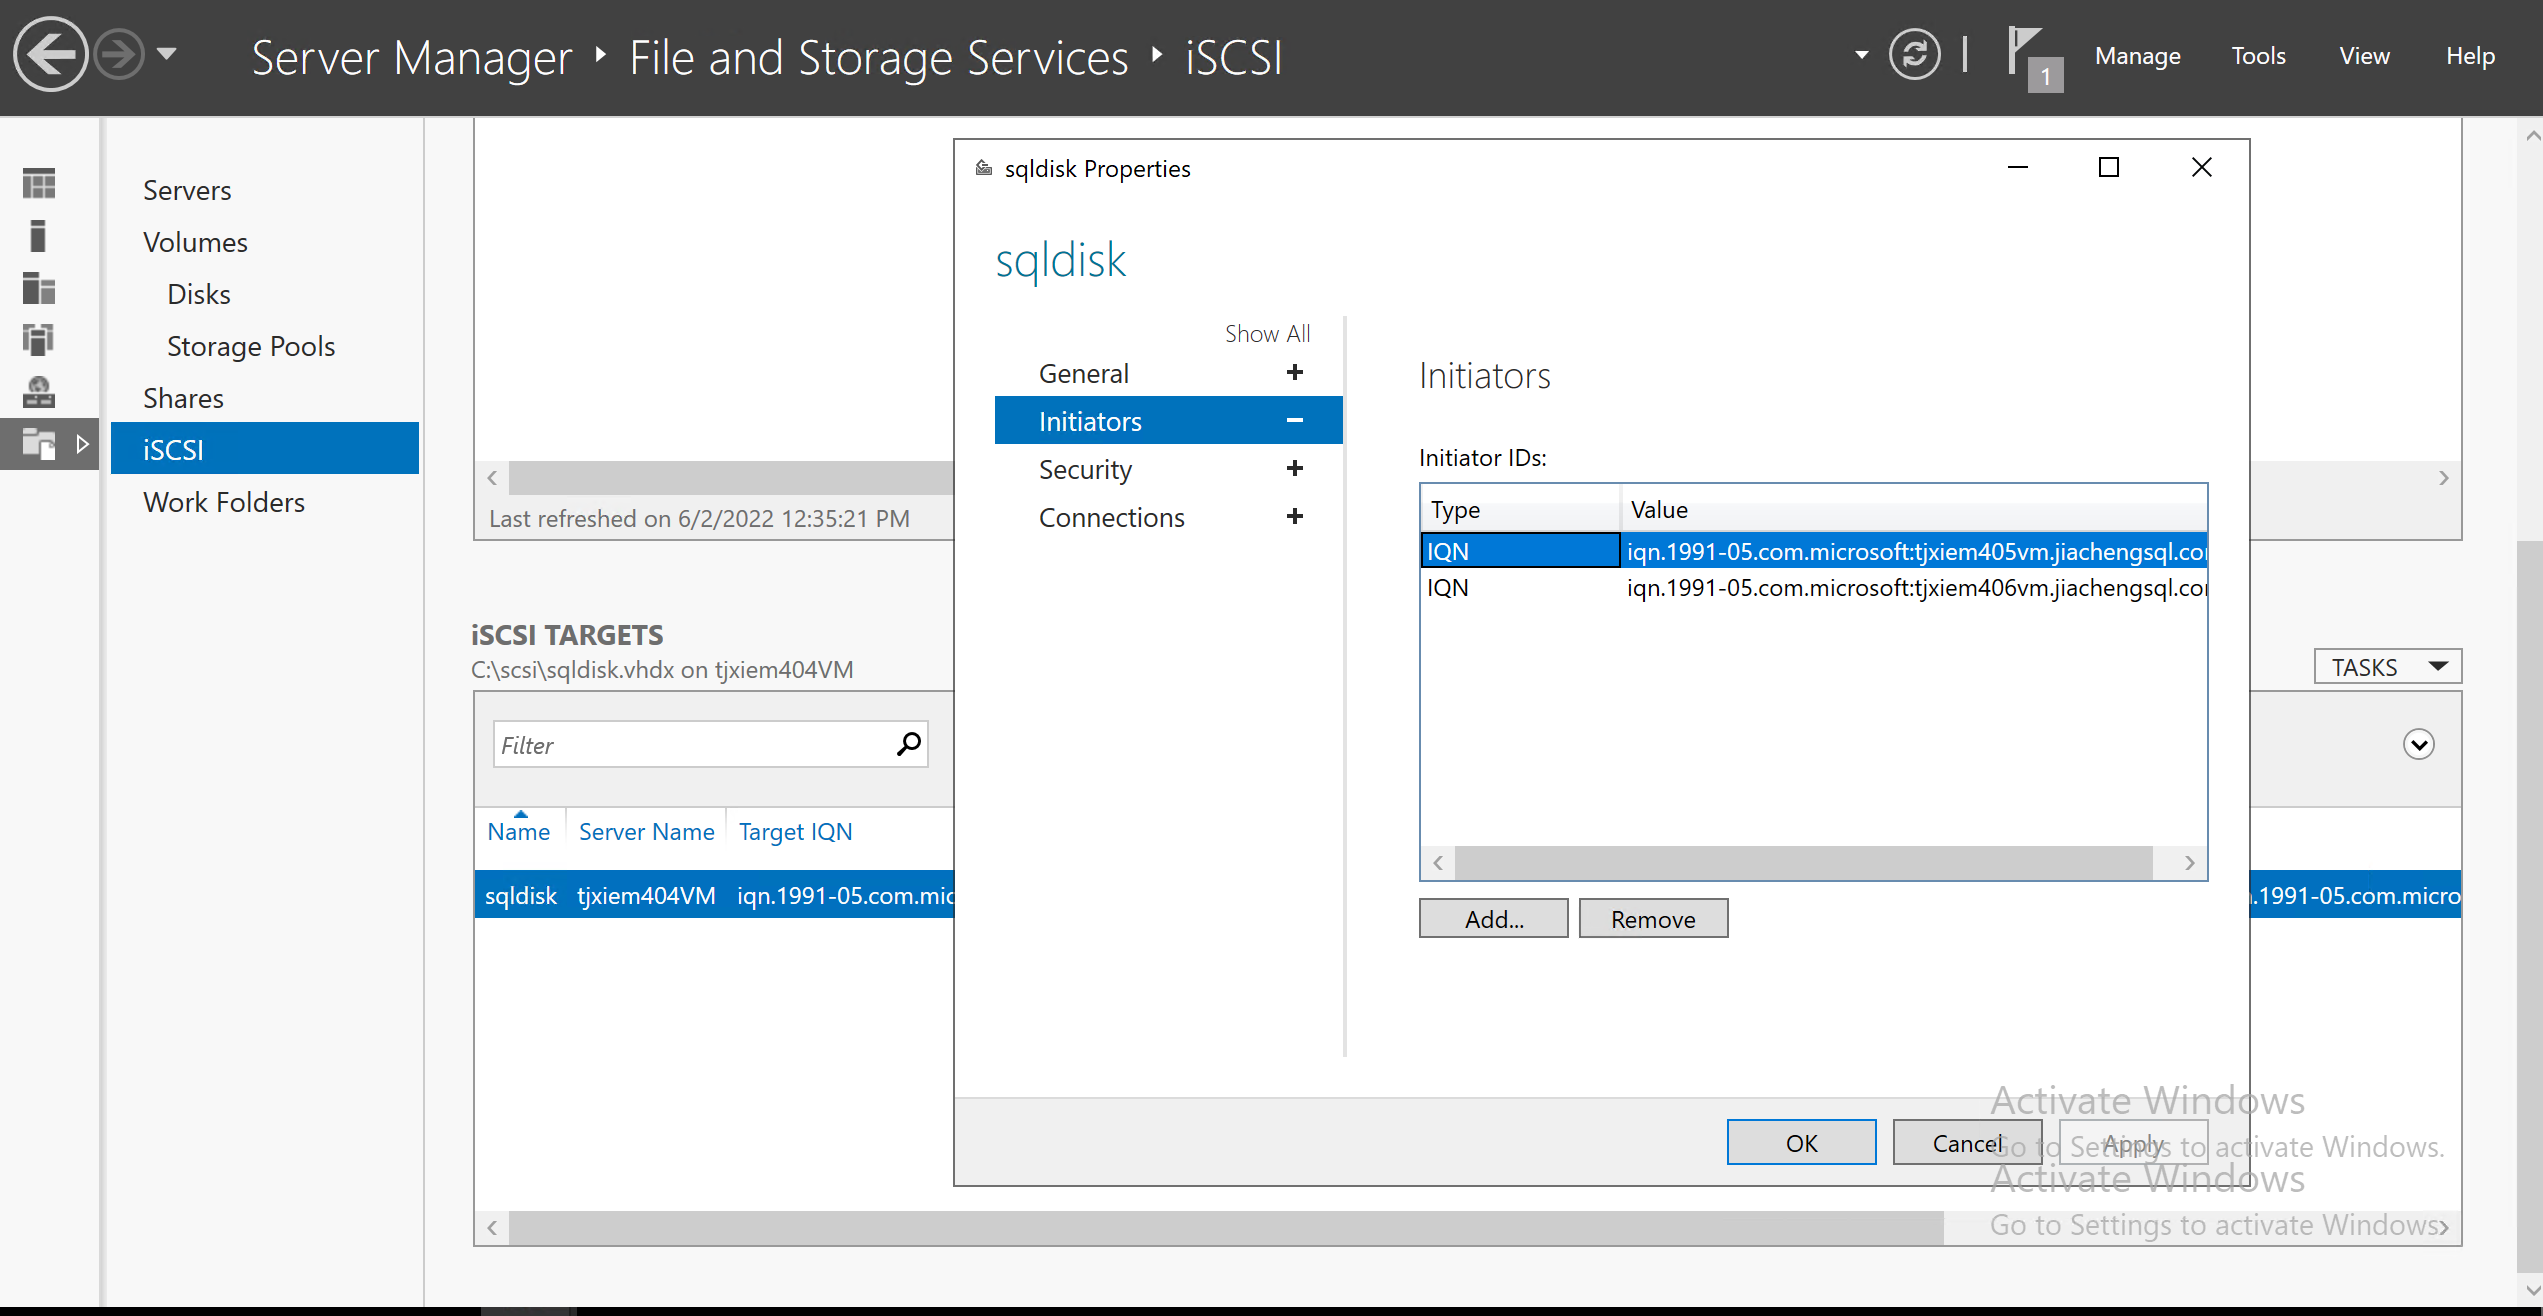 Server Manager ‣ File and Storage Services ‣ iSCSI
1
Manage
Tools
View
Help
Servers
Volumes
Disks
Storage Pools
Shares
iSCSI
Work Folders
Last refreshed on 6/2/2022 12:35:21 PM
iSCSI TARGETS
C:\scsi\sqldisk.vhdx on tjxiem404VM
TASKS
Filter
Name Server Name Target IQN
sqldisk tjxiem404VM iqn.1991-05.com.mic
.1991-05.com.micro
sqldisk Properties
sqldisk
Show All
General
Initiators
Security
Connections
Initiators
Initiator IDs:
Type Value
IQN iqn.1991-05.com.microsoft:tjxiem405vm.jiachengsql.co
IQN iqn.1991-05.com.microsoft:tjxiem406vm.jiachengsql.co
Add...
Remove
OK
Cancel
Apply
Activate Windows
Go to Settings to activate Windows.
Activate Windows
Go to Settings to activate Windows.